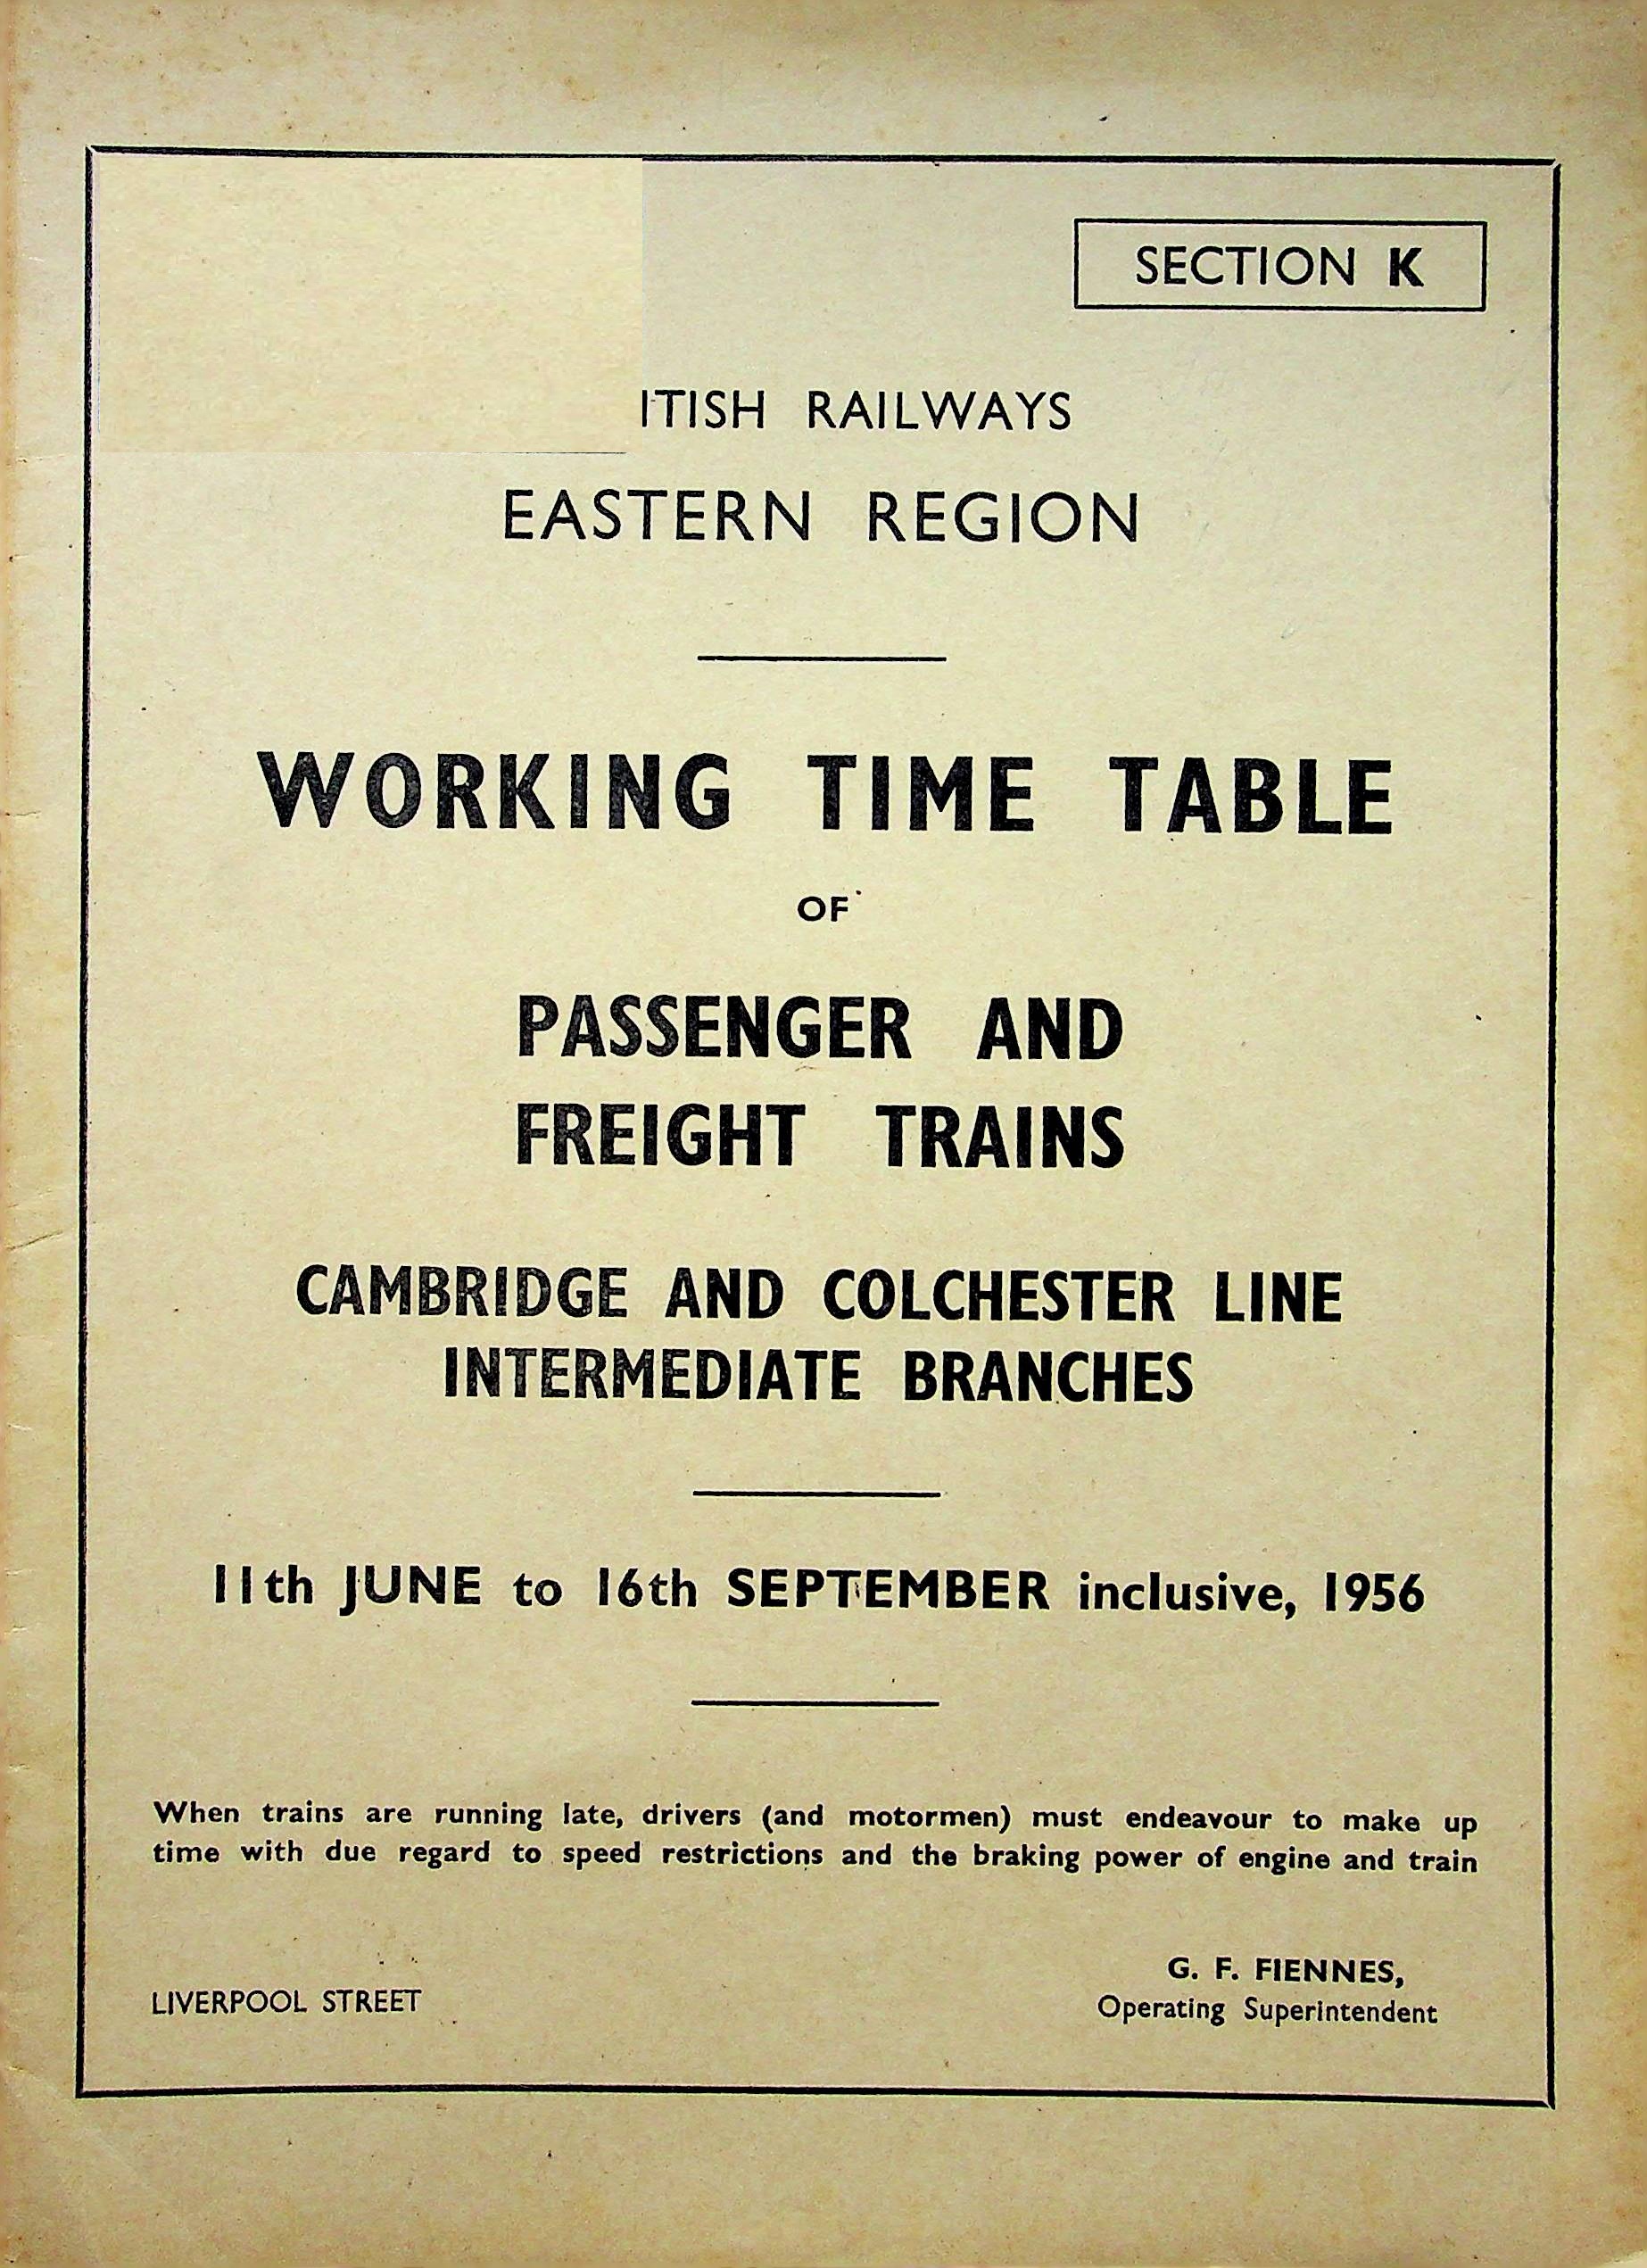 SECTION K
ITISH RAILWAYS
EASTERN REGION
WORKING TIME TABLE
OF
PASSENGER AND
FREIGHT TRAINS
CAMBRIDGE AND COLCHESTER LINE
INTERMEDIATE BRANCHES
11th JUNE to 16th SEPTEMBER inclusive, 1956
When trains are running late, drivers (and motormen) must endeavour to make up
time with due regard to speed restrictions and the braking power of engine and train
G. F. FIENNES,
LIVERPOOL STREET
Operating Superintendent